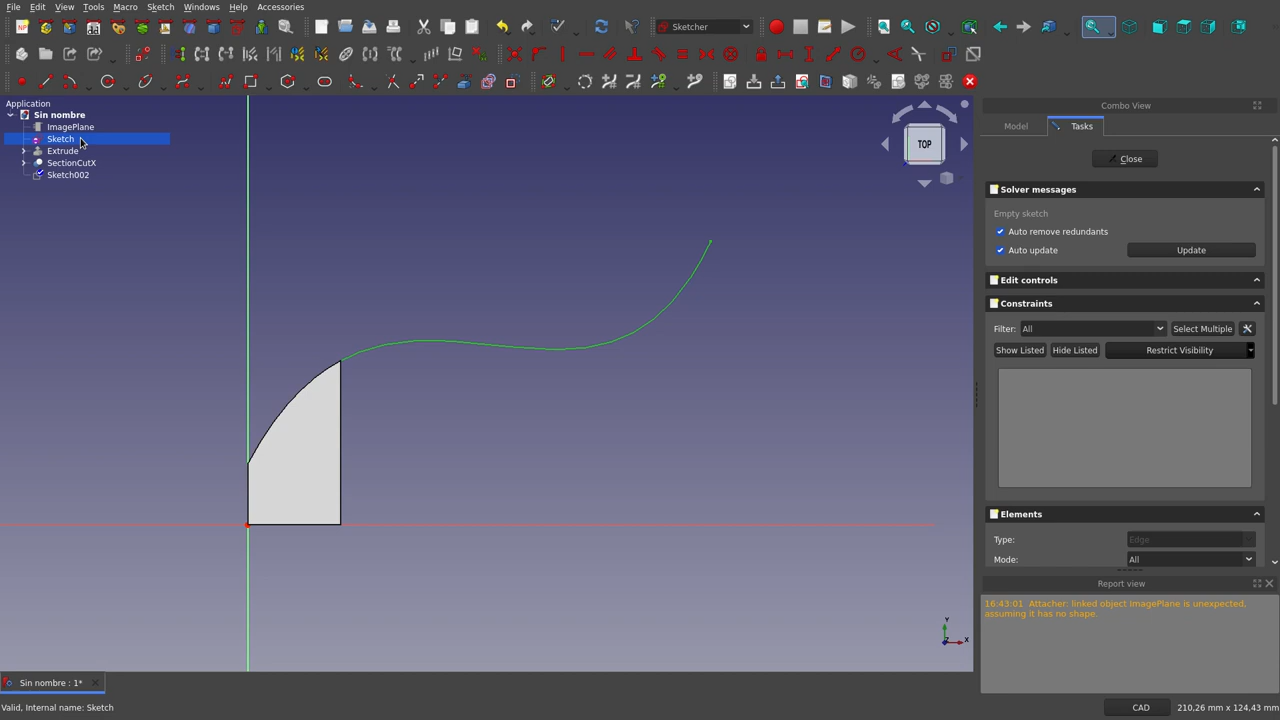 File Edit View Tools Macro Sketch Windows Help Accessories
Sketcher
Application
Sin nombre
ImagePlane
Sketch
Extrude
SectionCutX
Sketch002
TOP
Y
Z X
Combo View
Model Tasks
Close
Solver messages
Empty sketch
Auto remove redundants
Auto update Update
Edit controls
Constraints
Filter: All Select Multiple
Show Listed Hide Listed Restrict Visibility
Elements
Type: Edge
Mode: All
Report view
16:43:01 Attacher: linked object ImagePlane is unexpected,
assuming it has no shape.
Sin nombre : 1*
Valid, Internal name: Sketch
CAD 210,26 mm x 124,43 mm